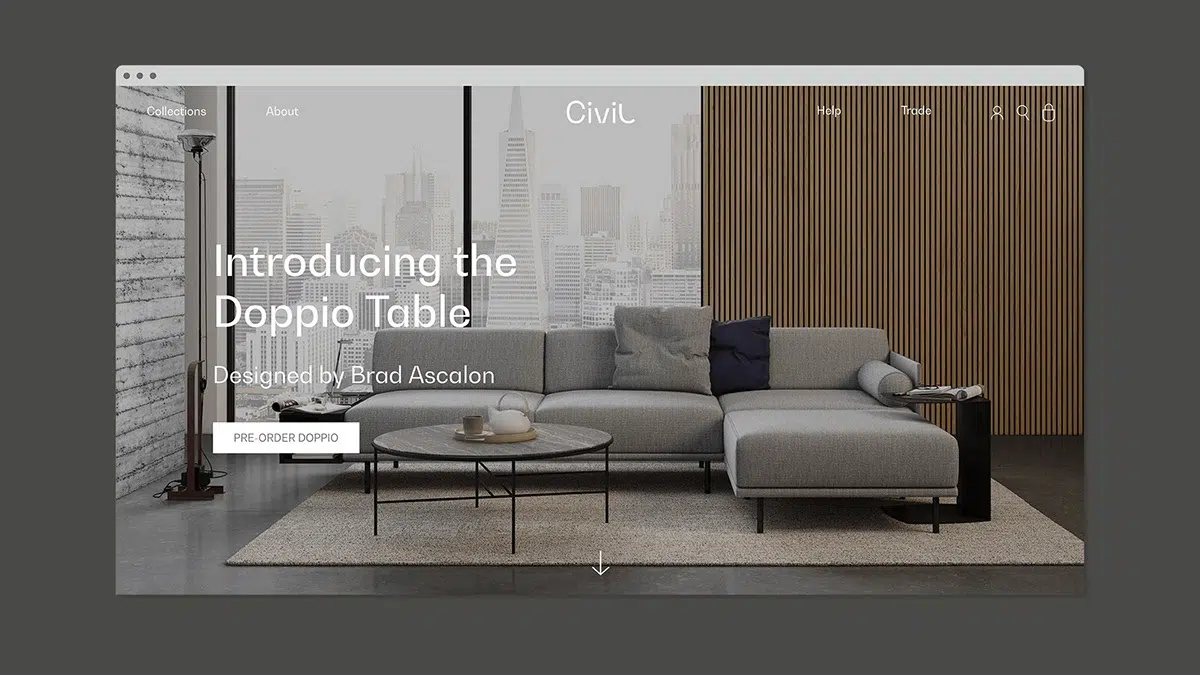 Collections
About
Civil
Help
Trade
Introducing the
Doppio Table
Designed by Brad Ascalon
PRE-ORDER DOPPIO